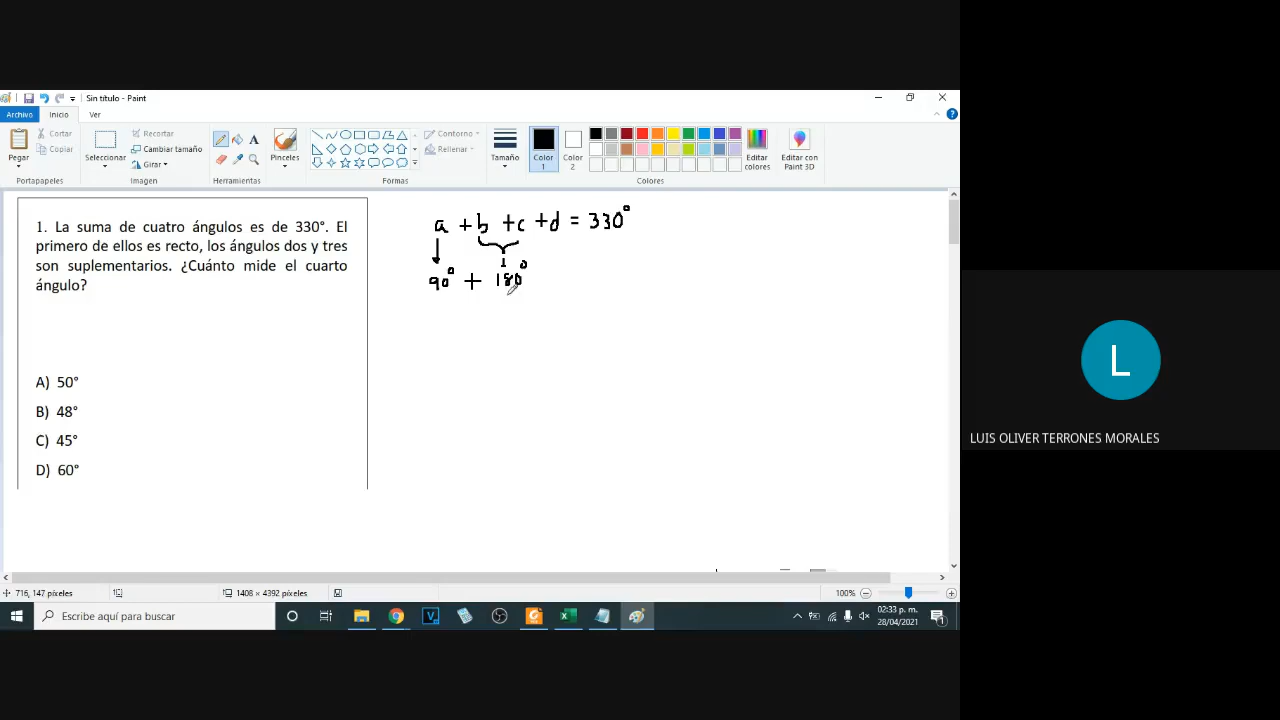 Sin título - Paint
Archivo Inicio Ver
Pegar
Cortar
Copiar
Portapapeles
Seleccionar
Recortar
Cambiar tamaño
Girar
Imagen
A
Herramientas
Pinceles
Contorno
Rellenar
Formas
Tamaño
Color 1
Color 2
Editar colores
Editar con Paint 3D
Colores
1. La suma de cuatro ángulos es de 330°. El
primero de ellos es recto, los ángulos dos y tres
son suplementarios. ¿Cuánto mide el cuarto
ángulo?
A) 50°
B) 48°
C) 45°
D) 60°
a + b + c + d = 330°
90° + 180°
L
LUIS OLIVER TERRONES MORALES
716, 147 píxeles
1408 × 4392 píxeles
100%
Escribe aquí para buscar
02:33 p. m.
28/04/2021